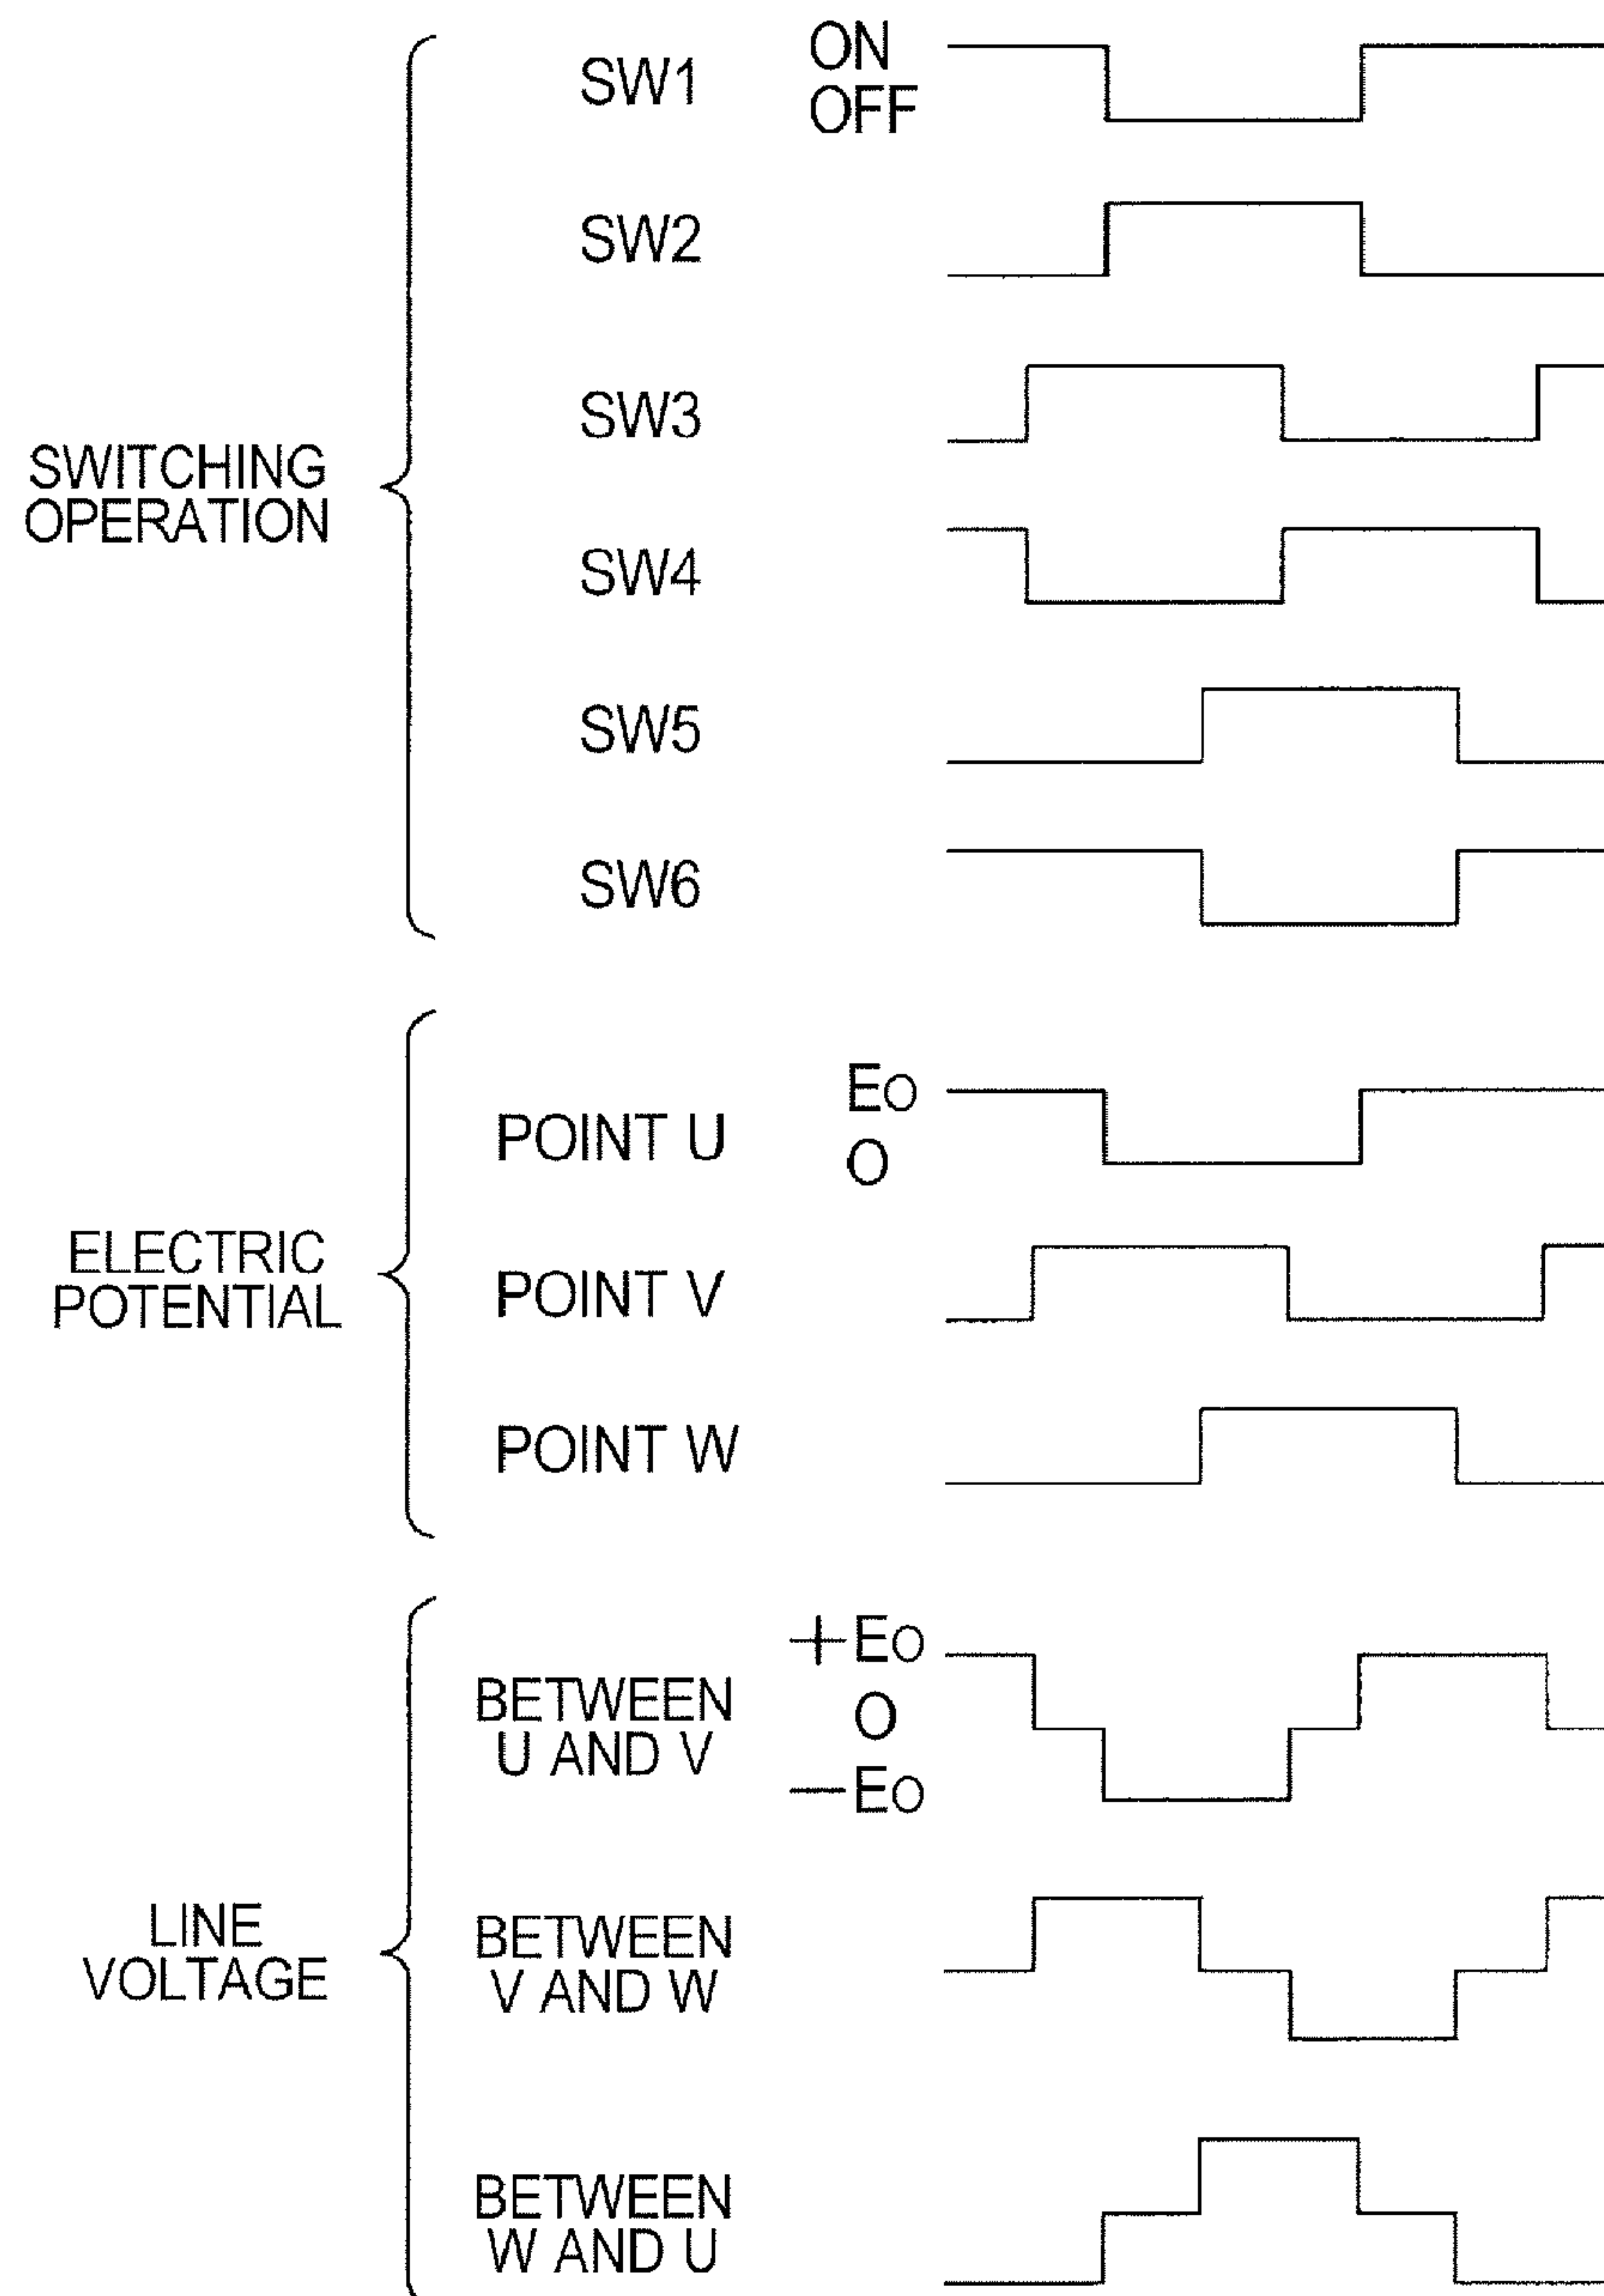 SWITCHING
OPERATION
SW1
ON
OFF
SW2
SW3
SW4
SW5
SW6
ELECTRIC
POTENTIAL
POINT U
EO
O
POINT V
POINT W
LINE
VOLTAGE
BETWEEN
U AND V
+EO
O
−EO
BETWEEN
V AND W
BETWEEN
W AND U